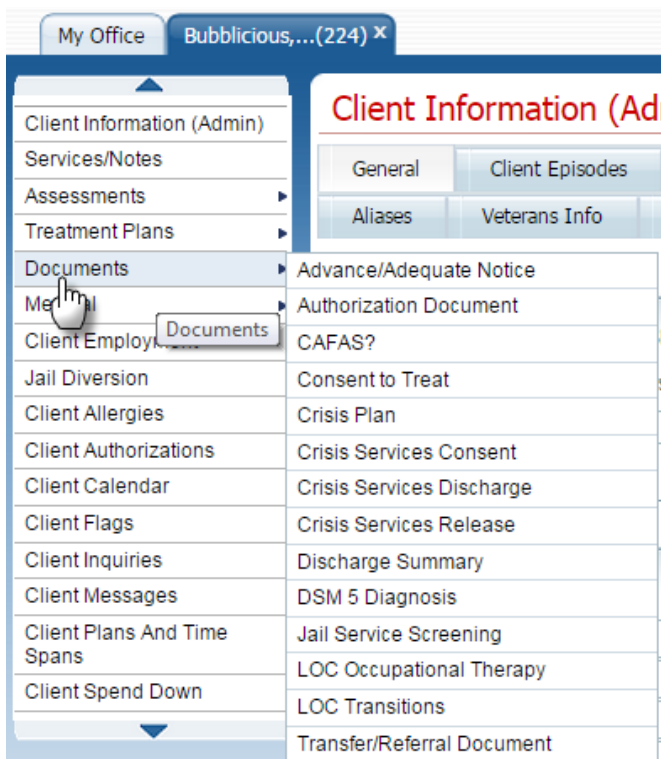 My Office
Bubblicious,...(224) x
Client Information (Ad
General
Client Episodes
Aliases
Veterans Info
Client Information (Admin)
Services/Notes
Assessments
Treatment Plans
Documents
Documents
Jail Diversion
Client Allergies
Client Authorizations
Client Calendar
Client Flags
Client Inquiries
Client Messages
Client Plans And Time
Spans
Client Spend Down
Advance/Adequate Notice
Authorization Document
CAFAS?
Consent to Treat
Crisis Plan
Crisis Services Consent
Crisis Services Discharge
Crisis Services Release
Discharge Summary
DSM 5 Diagnosis
Jail Service Screening
LOC Occupational Therapy
LOC Transitions
Transfer/Referral Document